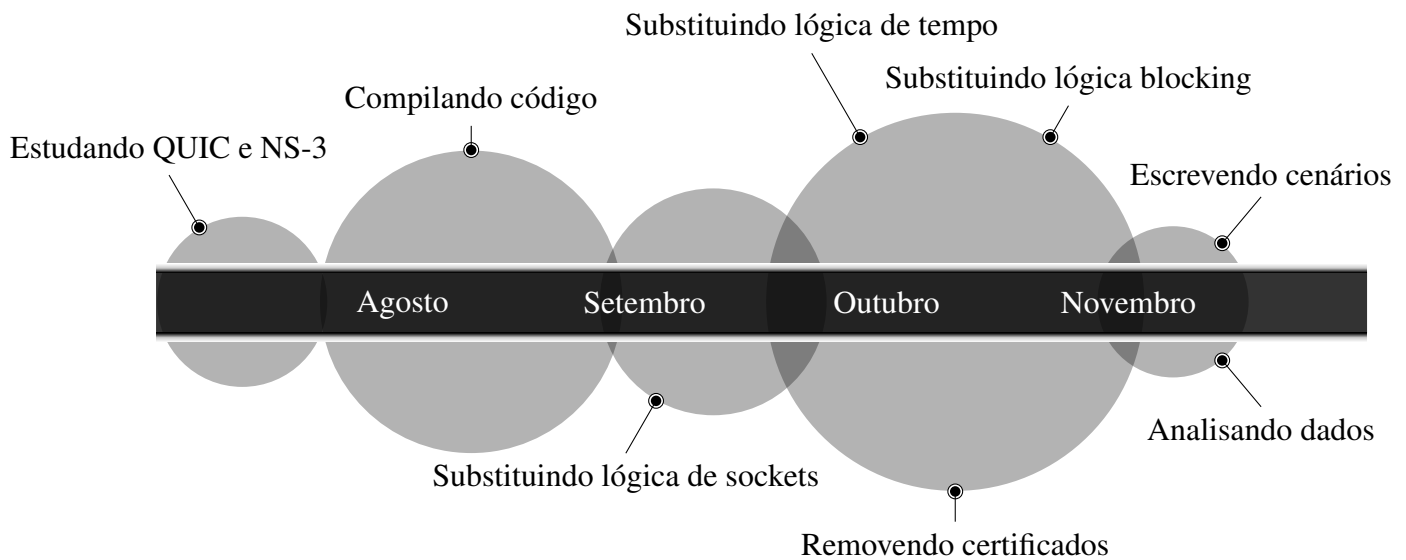 Substituindo lógica de tempo
Substituindo lógica blocking
Compilando código
Estudando QUIC e NS-3
Escrevendo cenários
Agosto
Setembro
Outubro
Novembro
Analisando dados
Substituindo lógica de sockets
Removendo certificados